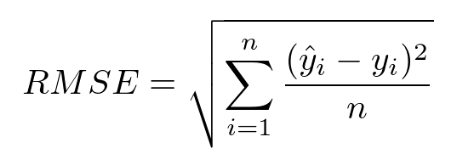 RMSE = \sqrt{\sum_{i=1}^{n} \frac{(\hat{y}_i - y_i)^2}{n}}